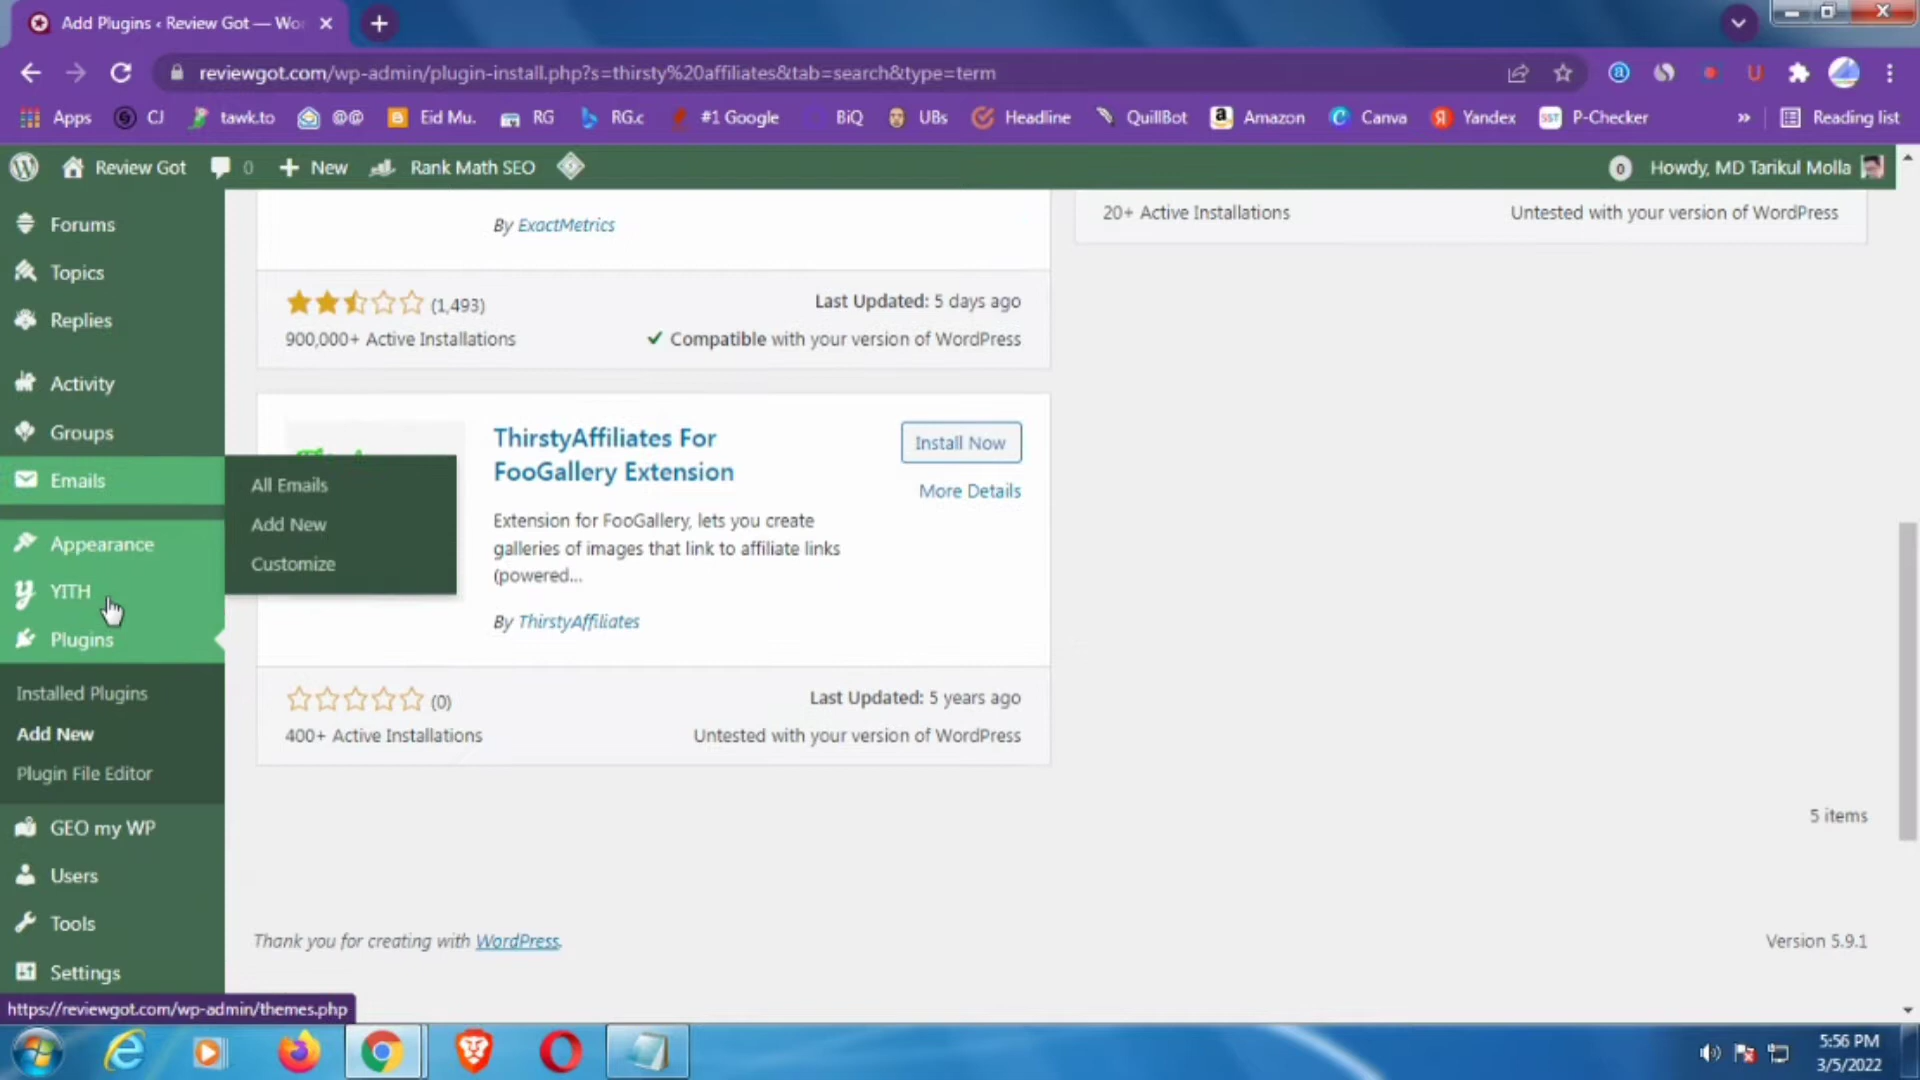 Add Plugins ‹ Review Got — Wor
reviewgot.com/wp-admin/plugin-install.php?s=thirsty%20affiliates&tab=search&type=term
Apps CJ tawk.to @@ Eid Mu. RG RG.c #1 Google BiQ UBs Headline QuillBot Amazon Canva Yandex P-Checker » Reading list
Review Got 0 New Rank Math SEO 0 Howdy, MD Tarikul Molla
Forums
Topics
Replies
Activity
Groups
Emails
All Emails
Add New
Customize
Appearance
YITH
Plugins
Installed Plugins
Add New
Plugin File Editor
GEO my WP
Users
Tools
Settings
By ExactMetrics
(1,493)
Last Updated: 5 days ago
900,000+ Active Installations
Compatible with your version of WordPress
20+ Active Installations
Untested with your version of WordPress
ThirstyAffiliates For
FooGallery Extension
Install Now
More Details
Extension for FooGallery, lets you create
galleries of images that link to affiliate links
(powered...
By ThirstyAffiliates
(0)
Last Updated: 5 years ago
400+ Active Installations
Untested with your version of WordPress
5 items
Thank you for creating with WordPress.
Version 5.9.1
https://reviewgot.com/wp-admin/themes.php
5:56 PM
3/5/2022